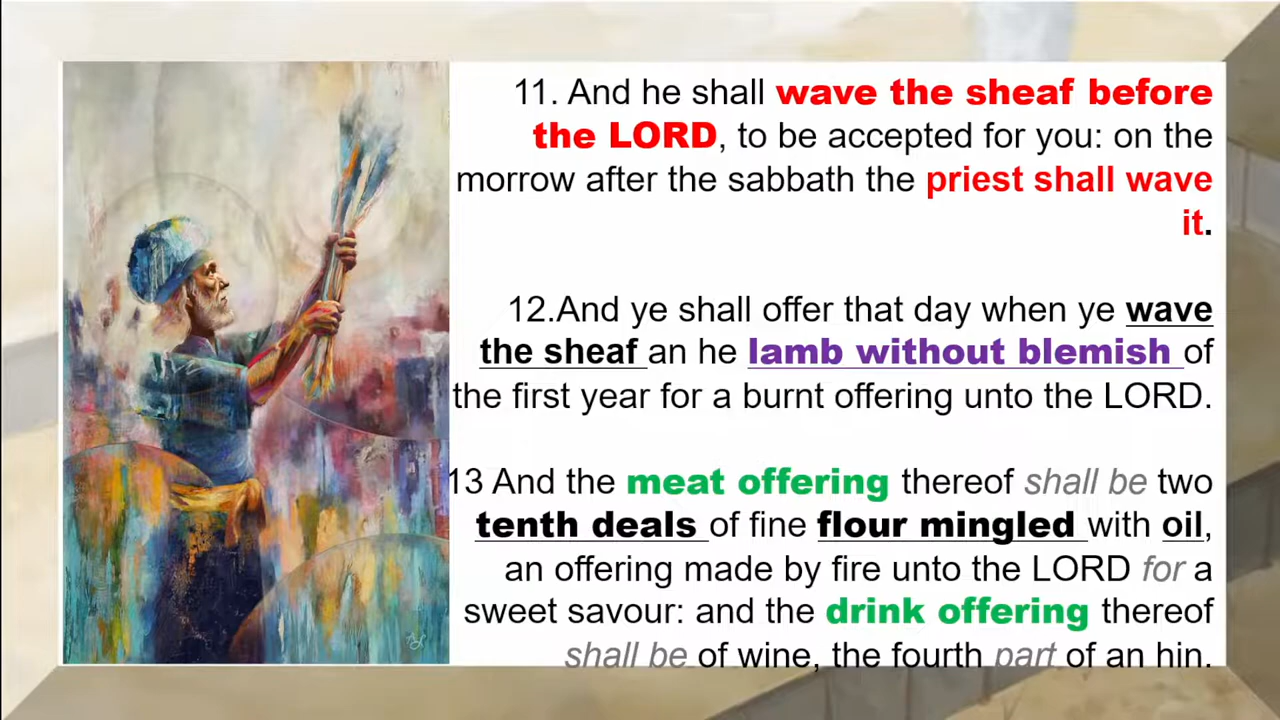 11. And he shall wave the sheaf before
the LORD, to be accepted for you: on the
morrow after the sabbath the priest shall wave
it.
12.And ye shall offer that day when ye wave
the sheaf an he lamb without blemish of
the first year for a burnt offering unto the LORD.
13 And the meat offering thereof shall be two
tenth deals of fine flour mingled with oil,
an offering made by fire unto the LORD for a
sweet savour: and the drink offering thereof
shall be of wine, the fourth part of an hin.